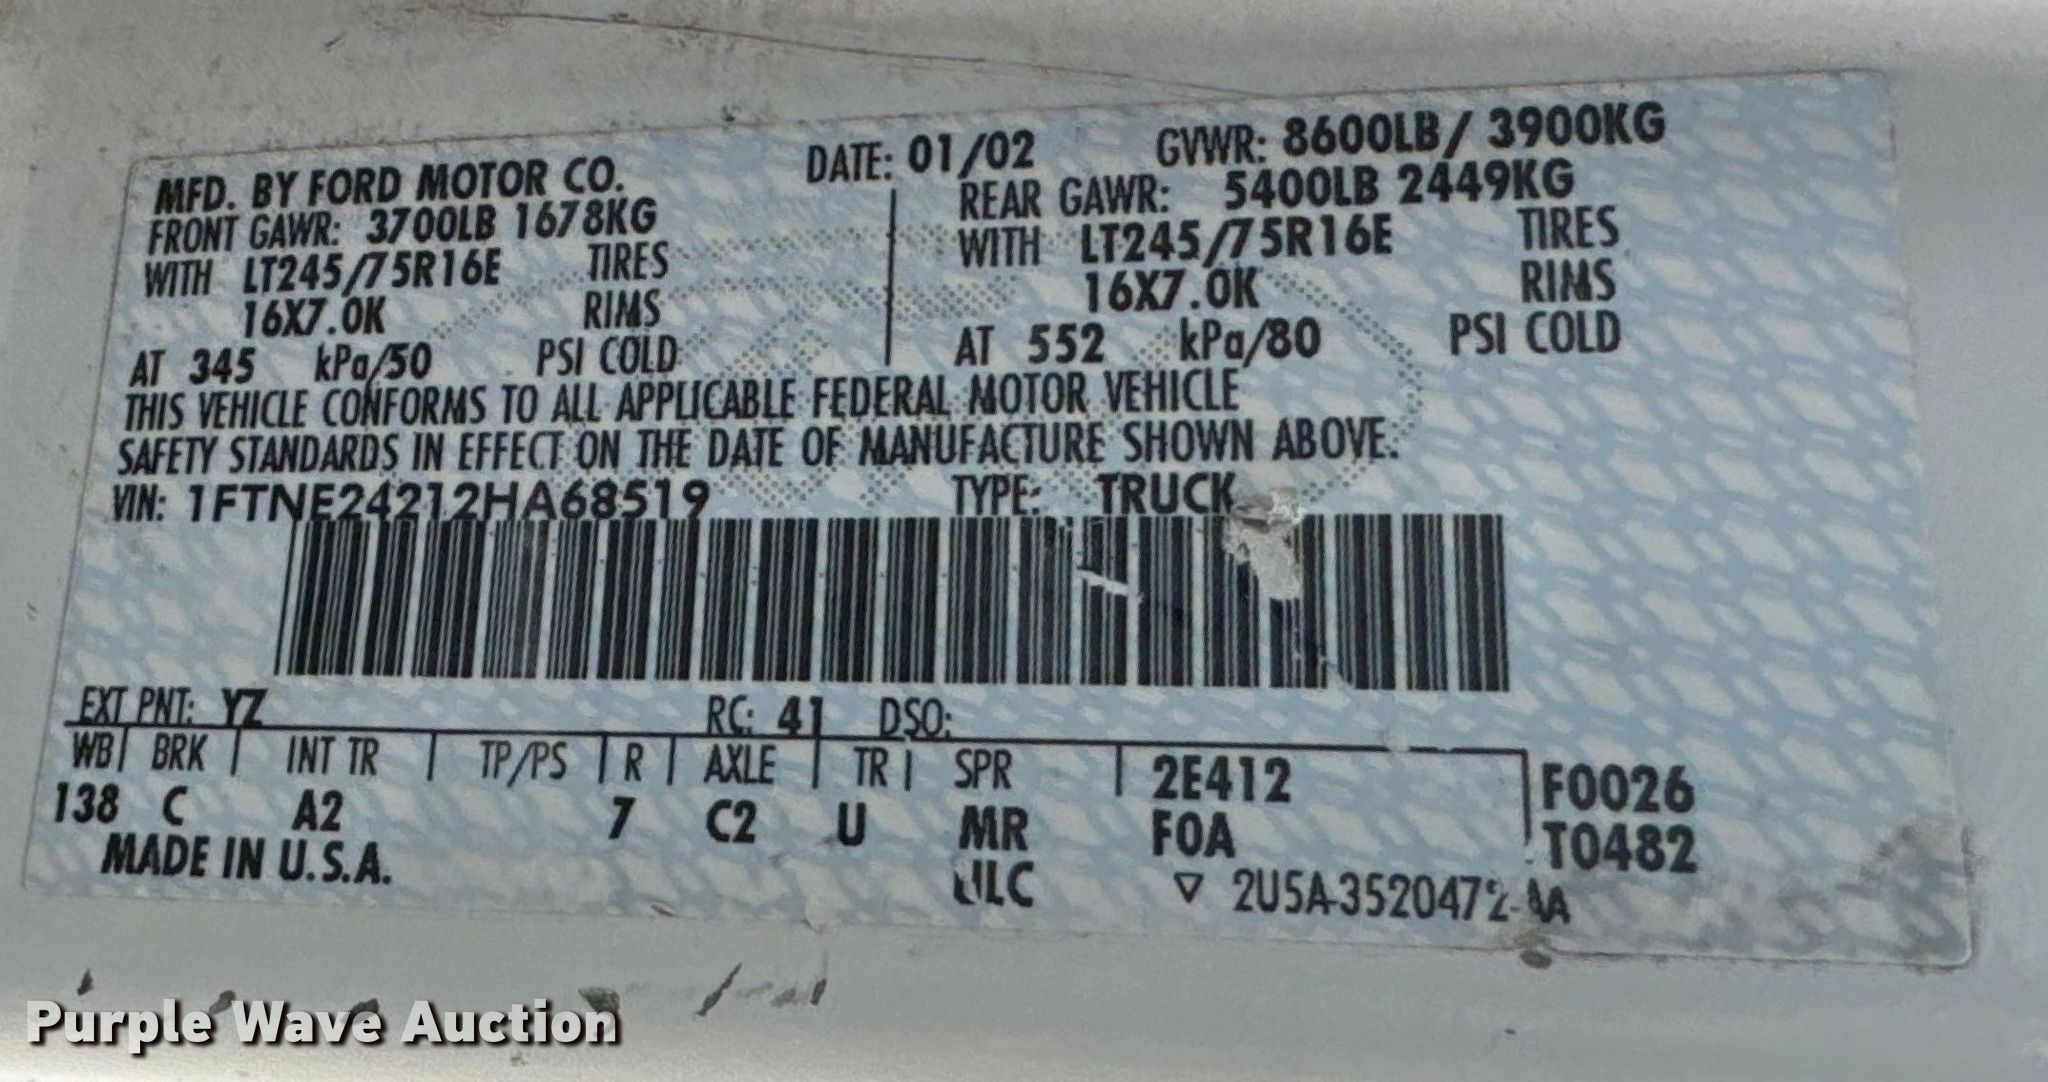 MFD. BY FORD MOTOR CO. DATE: 01/02 GVWR: 8600LB/ 3900KG
FRONT GAWR: 3700LB 1678KG REAR GAWR: 5400LB 2449KG
WITH LT245/75R16E TIRES WITH LT245/75R16E TIRES
16X7.0K RIMS 16X7.0K RIMS
AT 345 kPa/50 PSI COLD AT 552 kPa/80 PSI COLD
THIS VEHICLE CONFORMS TO ALL APPLICABLE FEDERAL MOTOR VEHICLE
SAFETY STANDARDS IN EFFECT ON THE DATE OF MANUFACTURE SHOWN ABOVE.
VIN: 1FTNE24212HA68519 TYPE: TRUCK
EXT PNT: YZ RC: 41 DSO:
WB BRK INT TR TP/PS R AXLE TR SPR 2E412 F0026
138 C A2 7 C2 U MR F0A T0482
MADE IN U.S.A. ▽ 2U5A-3520472-AA
Purple Wave Auction